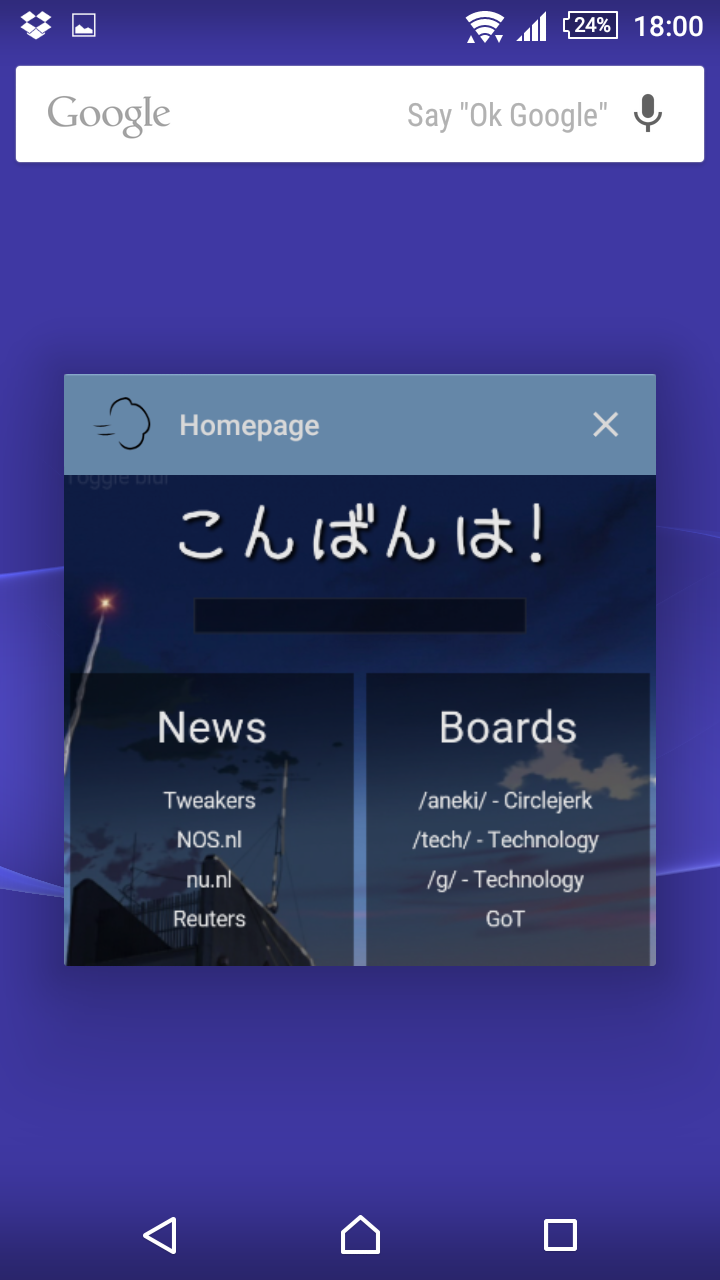 24% 18:00
Google Say "Ok Google"
Homepage
Toggle blur
こんばんは!
News
Tweakers
NOS.nl
nu.nl
Reuters
Boards
/aneki/ - Circlejerk
/tech/ - Technology
/g/ - Technology
GoT